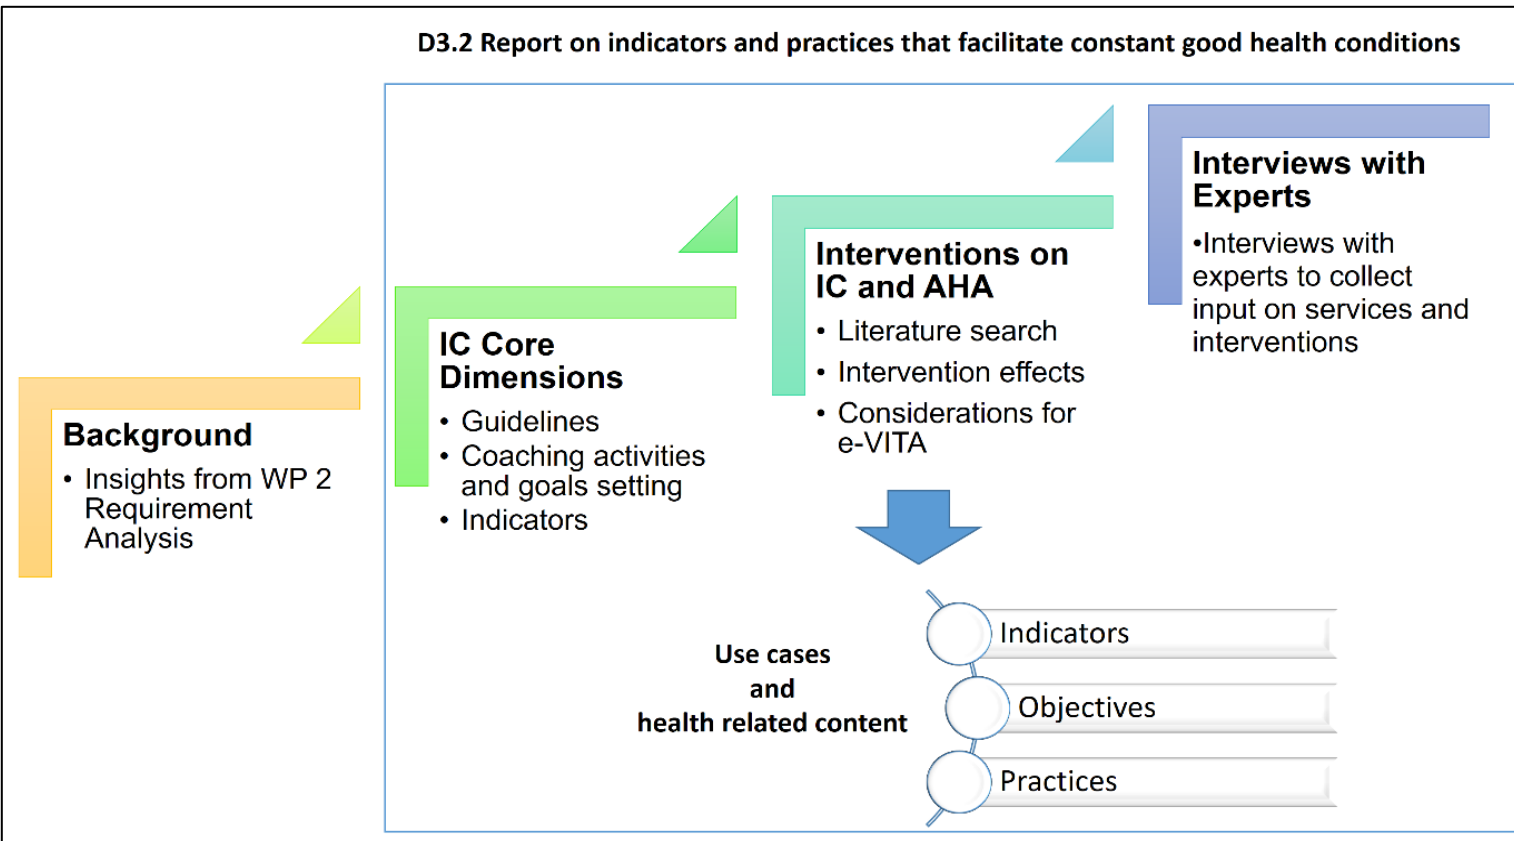 D3.2 Report on indicators and practices that facilitate constant good health conditions
Background
• Insights from WP 2
Requirement
Analysis
IC Core
Dimensions
• Guidelines
• Coaching activities
and goals setting
• Indicators
Interventions on
IC and AHA
• Literature search
• Intervention effects
• Considerations for
e-VITA
Interviews with
Experts
•Interviews with
experts to collect
input on services and
interventions
Use cases
and
health related content
Indicators
Objectives
Practices